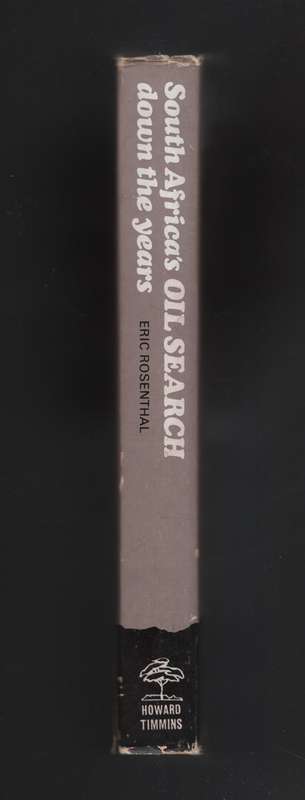 South Africa's OIL SEARCH
down the years
ERIC ROSENTHAL
HOWARD
TIMMINS